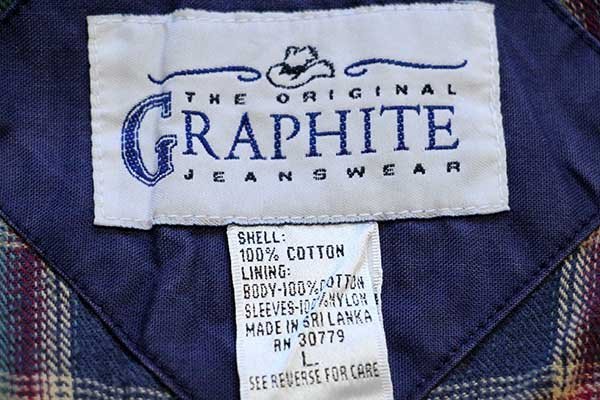 THE ORIGINAL
GRAPHITE
JEANSWEAR
SHELL:
100% COTTON
LINING:
BODY-100%COTTON
SLEEVES-100%NYLON
MADE IN SRI LANKA
RN 30779
L
SEE REVERSE FOR CARE